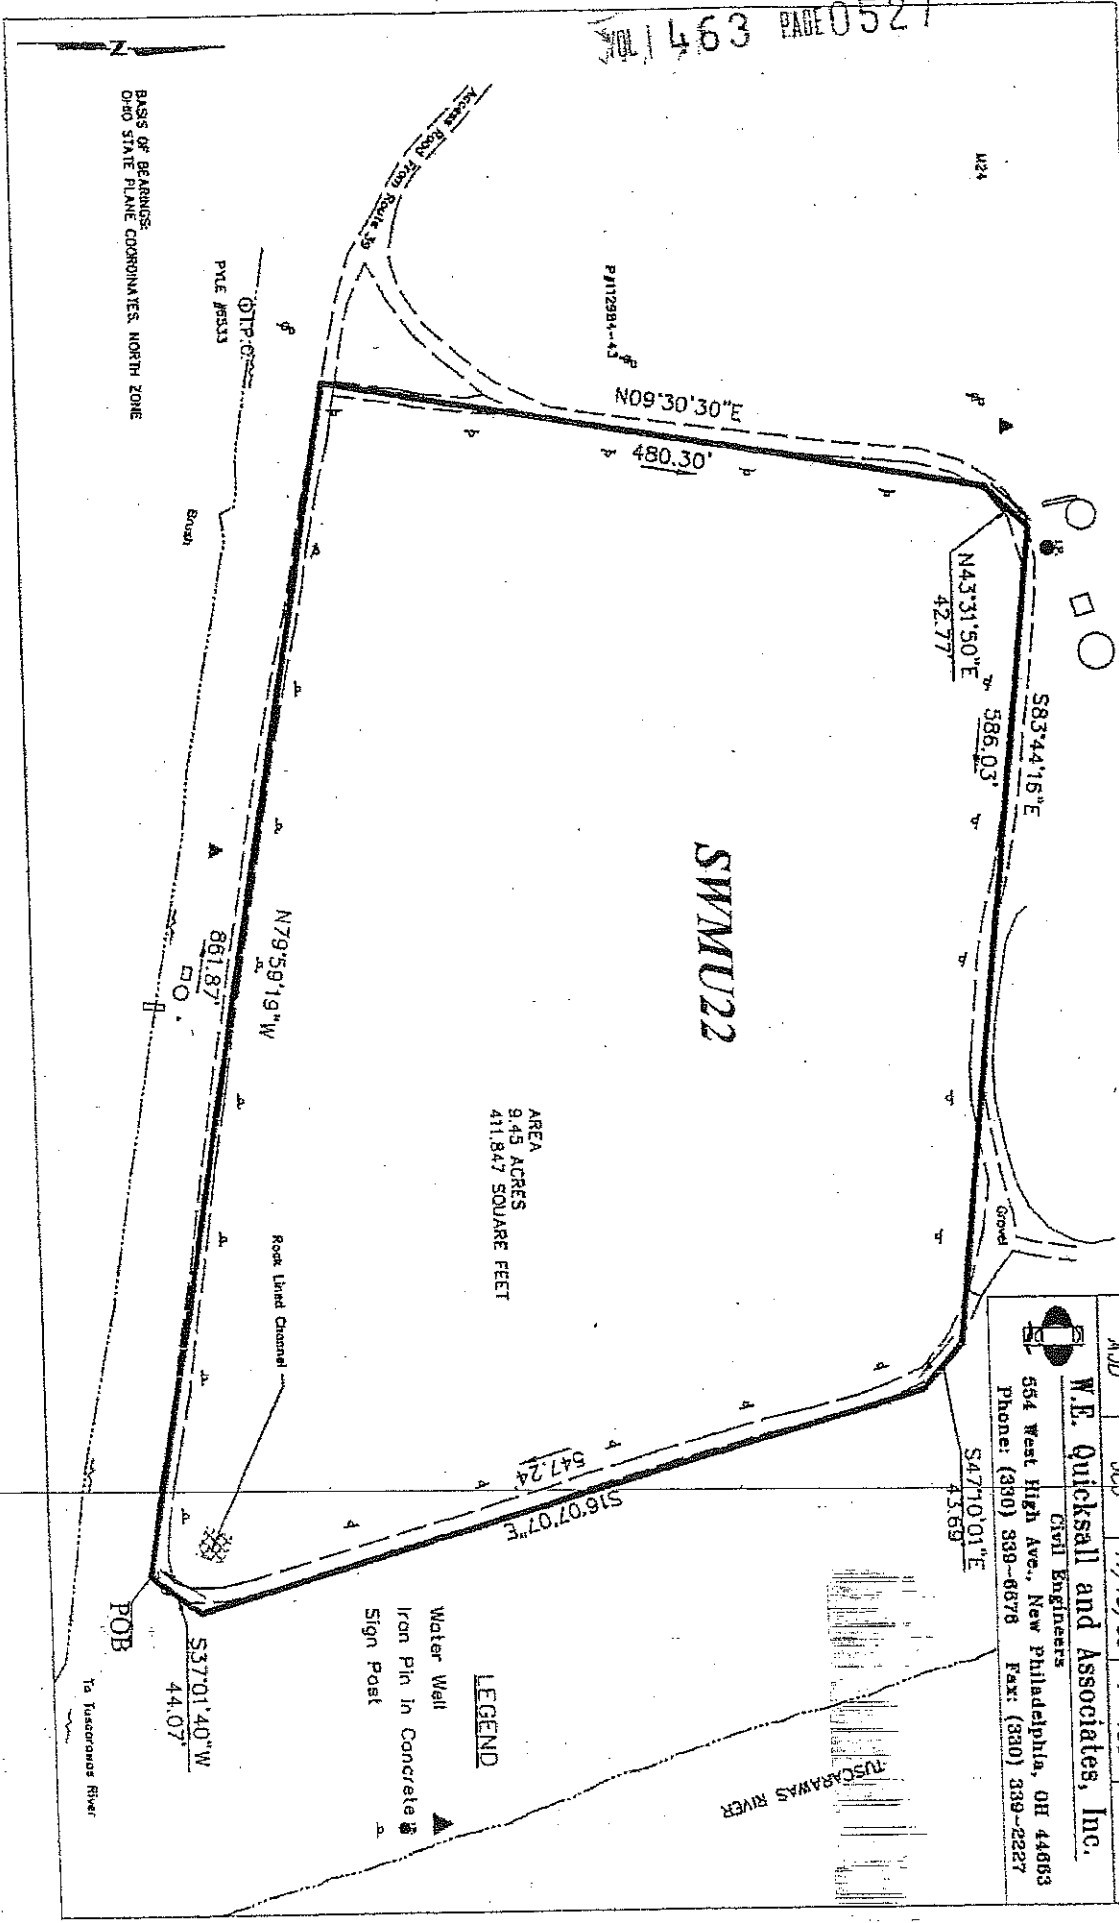 VOL 1463 PAGE 0527
M24
P#112984-43
Access Road From Route 39
N
BASIS OF BEARINGS:
OHIO STATE PLANE COORDINATES, NORTH ZONE
PYLE #6533
T.P.
Brush
N09°30'30"E
480.30'
I.P.
N43°31'50"E
42.77'
S83°44'16"E
586.03'
SWMU22
AREA
9.45 ACRES
411,847 SQUARE FEET
N79°59'19"W
861.87'
Rock Lined Channel
Gravel
S47°10'01"E
43.69'
547.24'
S16°07'07"E
S37°01'40"W
44.07'
POB
To Tuscarawas River
TUSCARAWAS RIVER
LEGEND
Water Well
Iron Pin in Concrete I.P.
Sign Post
W.E. Quicksall and Associates, Inc.
Civil Engineers
554 West High Ave., New Philadelphia, OH 44663
Phone: (330) 339-6676 Fax: (330) 339-2227